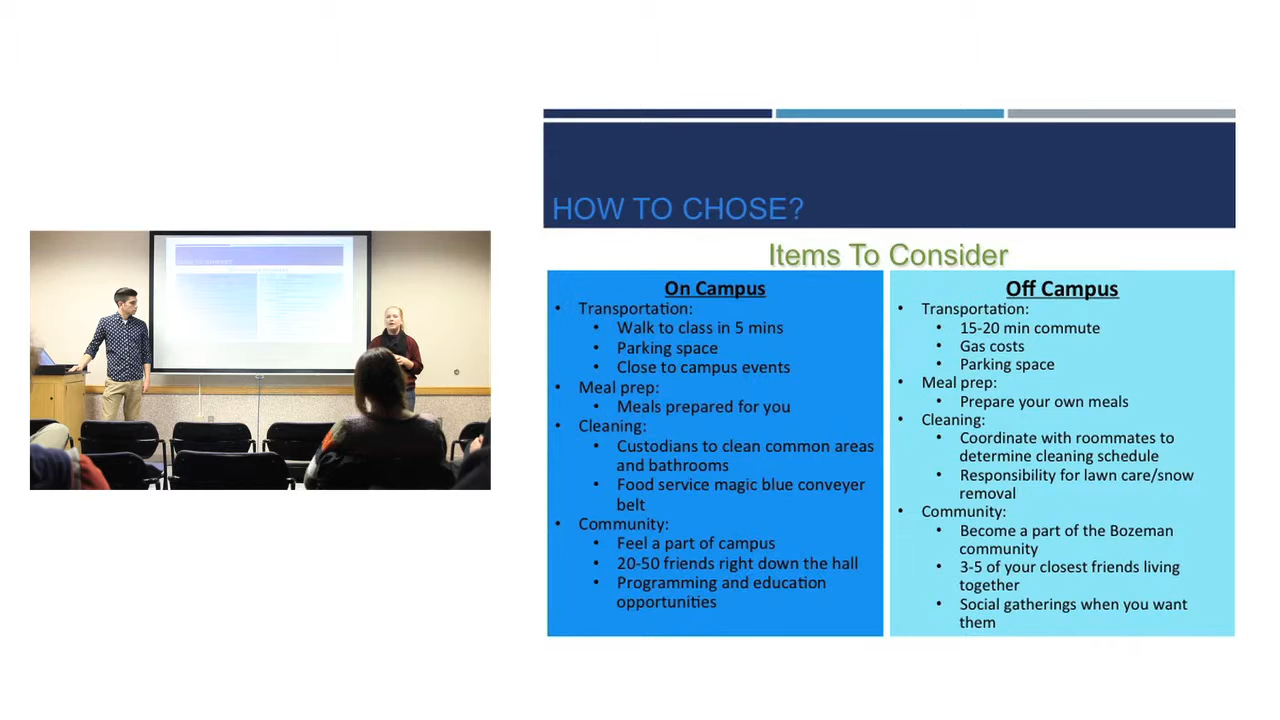 HOW TO CHOSE?
Items To Consider
On Campus
• Transportation:
• Walk to class in 5 mins
• Parking space
• Close to campus events
• Meal prep:
• Meals prepared for you
• Cleaning:
• Custodians to clean common areas
and bathrooms
• Food service magic blue conveyer
belt
• Community:
• Feel a part of campus
• 20-50 friends right down the hall
• Programming and education
opportunities
Off Campus
• Transportation:
• 15-20 min commute
• Gas costs
• Parking space
• Meal prep:
• Prepare your own meals
• Cleaning:
• Coordinate with roommates to
determine cleaning schedule
• Responsibility for lawn care/snow
removal
• Community:
• Become a part of the Bozeman
community
• 3-5 of your closest friends living
together
• Social gatherings when you want
them